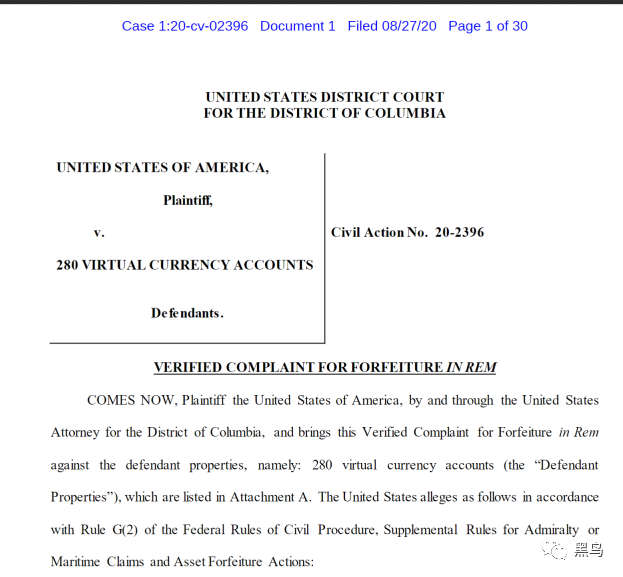 Case 1:20-cv-02396 Document 1 Filed 08/27/20 Page 1 of 30
UNITED STATES DISTRICT COURT
FOR THE DISTRICT OF COLUMBIA
UNITED STATES OF AMERICA,
Plaintiff,
v.
Civil Action No. 20-2396
280 VIRTUAL CURRENCY ACCOUNTS
Defendants.
VERIFIED COMPLAINT FOR FORFEITURE IN REM
COMES NOW, Plaintiff the United States of America, by and through the United States
Attorney for the District of Columbia, and brings this Verified Complaint for Forfeiture in Rem
against the defendant properties, namely: 280 virtual currency accounts (the “Defendant
Properties”), which are listed in Attachment A. The United States alleges as follows in accordance
with Rule G(2) of the Federal Rules of Civil Procedure, Supplemental Rules for Admiralty or
Maritime Claims and Asset Forfeiture Actions:
黑鸟